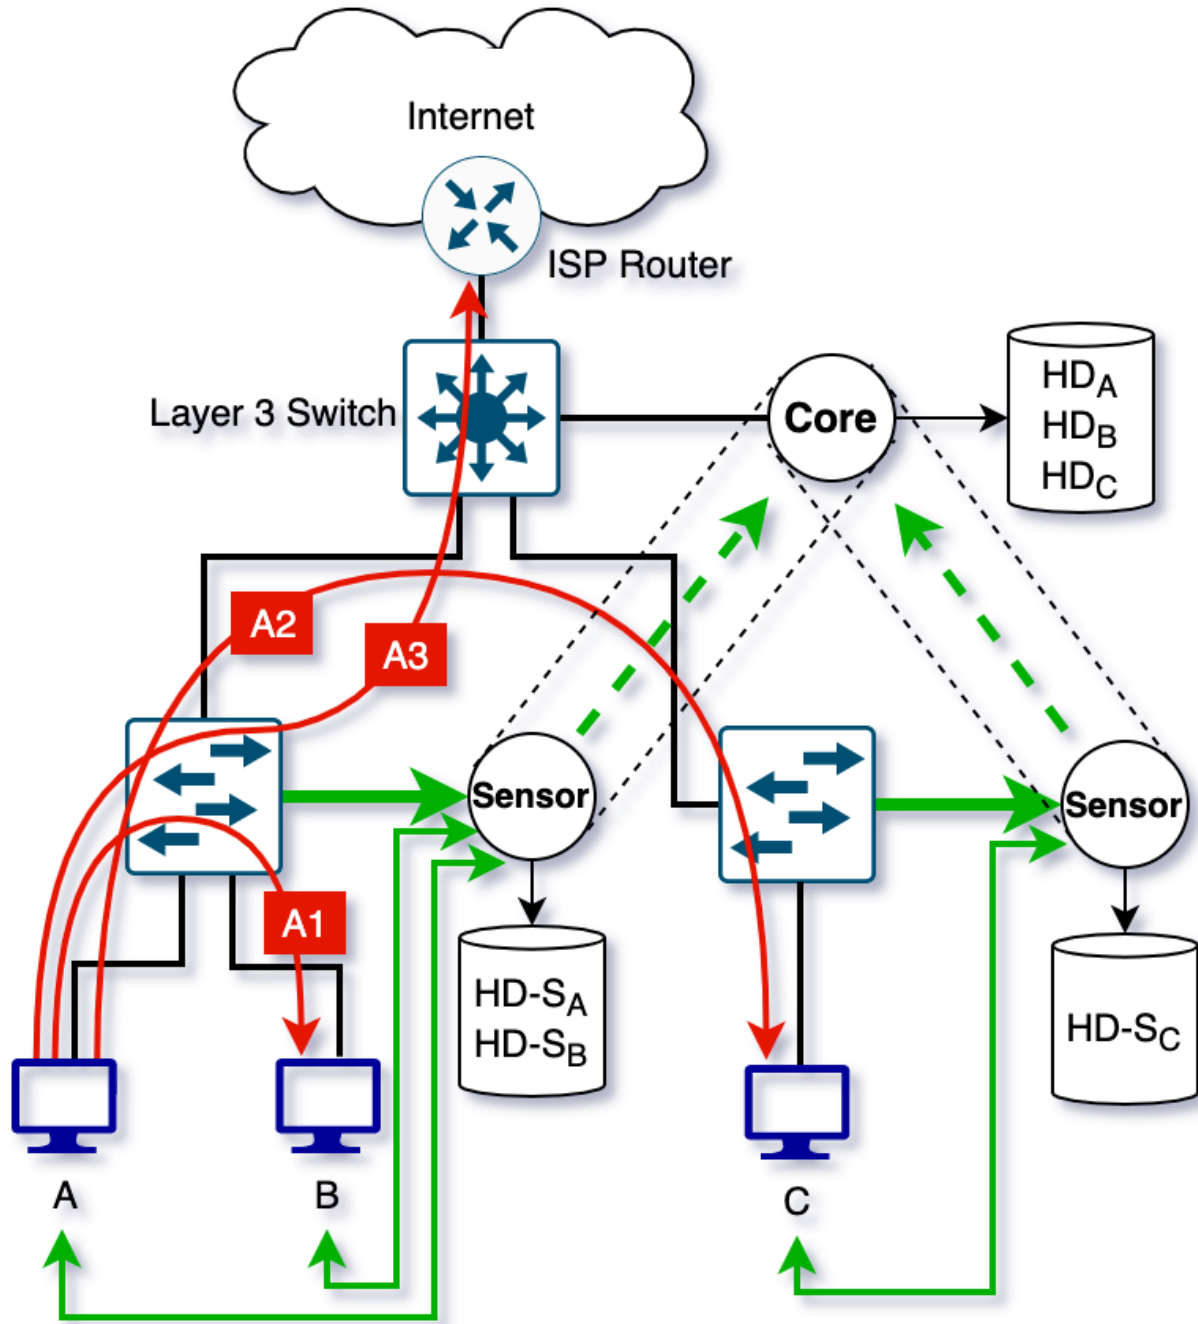 Internet
ISP Router
Layer 3 Switch
Core
HDA
HDB
HDC
A2
A3
Sensor
Sensor
A1
HD-SA
HD-SB
HD-SC
A
B
C